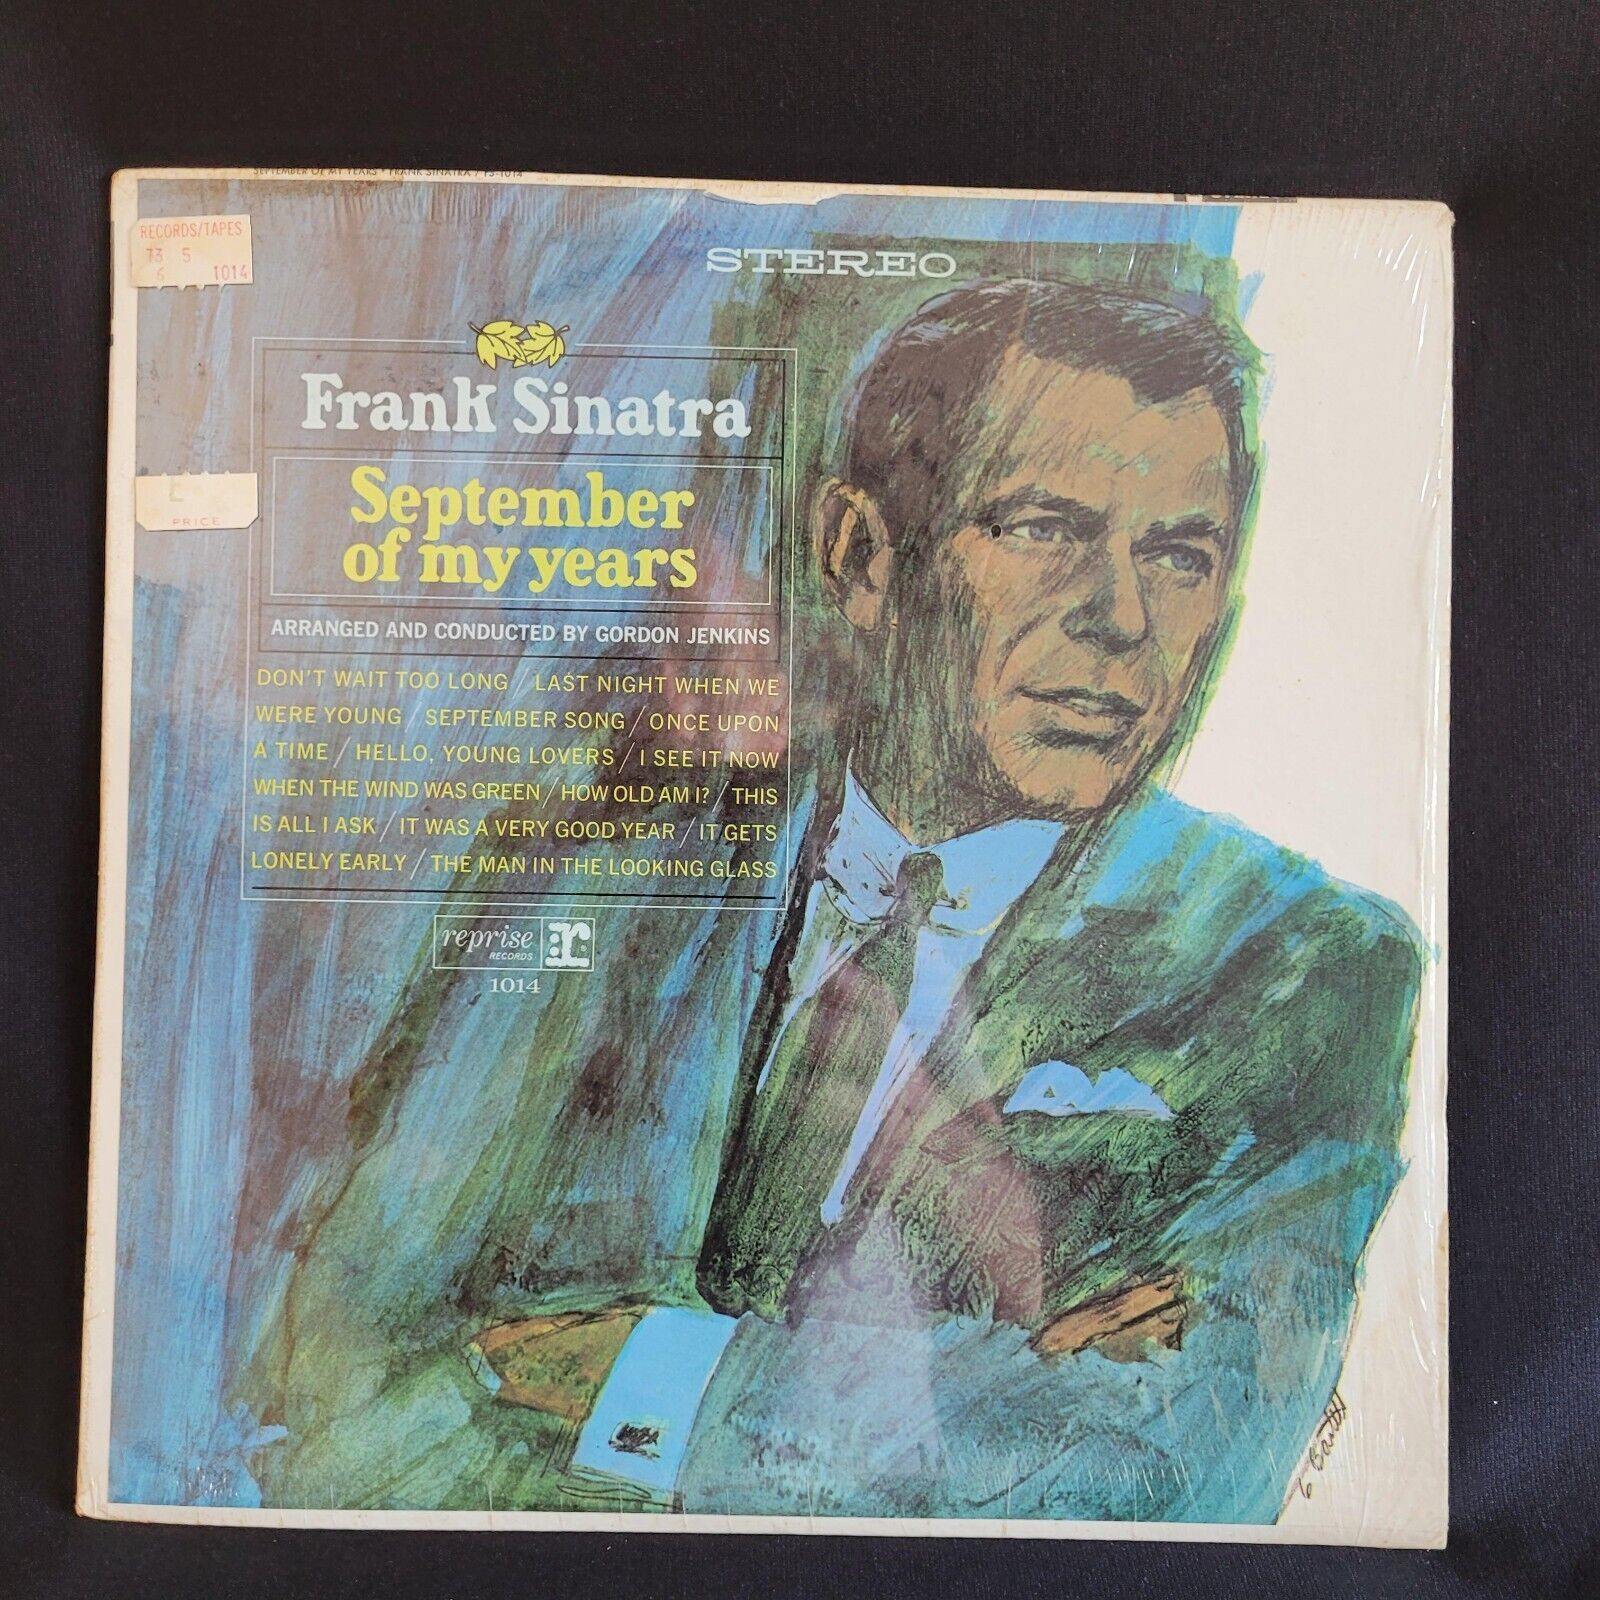 SEPTEMBER OF MY YEARS • FRANK SINATRA / FS-1014
RECORDS/TAPES
73 5
6 1014
STEREO
Frank Sinatra
September
of my years
PRICE
ARRANGED AND CONDUCTED BY GORDON JENKINS
DON'T WAIT TOO LONG / LAST NIGHT WHEN WE
WERE YOUNG / SEPTEMBER SONG / ONCE UPON
A TIME / HELLO, YOUNG LOVERS / I SEE IT NOW
WHEN THE WIND WAS GREEN / HOW OLD AM I? / THIS
IS ALL I ASK / IT WAS A VERY GOOD YEAR / IT GETS
LONELY EARLY / THE MAN IN THE LOOKING GLASS
reprise
RECORDS
r
1014